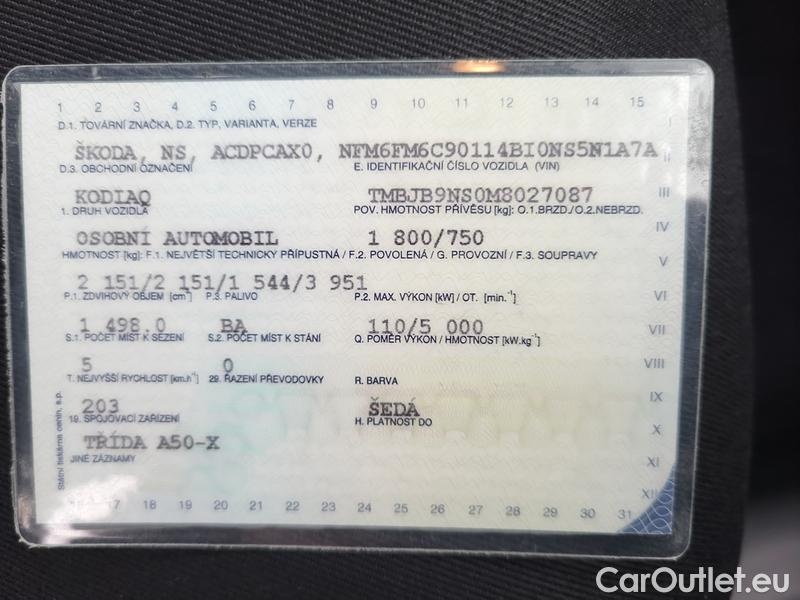 1 2 3 4 5 6 7 8 9 10 11 12 13 14 15
D.1. TOVÁRNÍ ZNAČKA, D.2. TYP, VARIANTA, VERZE I
ŠKODA, NS, ACDPCAX0, NFM6FM6C90114BI0NS5N1A7A II
D.3. OBCHODNÍ OZNAČENÍ E. IDENTIFIKAČNÍ ČÍSLO VOZIDLA (VIN)
KODIAQ TMBJB9NS0M8027087 III
1. DRUH VOZIDLA POV. HMOTNOST PŘÍVĚSU [kg]: O.1.BRZD./O.2.NEBRZD.
OSOBNÍ AUTOMOBIL 1 800/750 IV
HMOTNOST [kg]: F.1. NEJVĚTŠÍ TECHNICKY PŘÍPUSTNÁ / F.2. POVOLENÁ / G. PROVOZNÍ / F.3. SOUPRAVY V
2 151/2 151/1 544/3 951
P.1. ZDVIHOVÝ OBJEM [cm³] P.3. PALIVO P.2. MAX. VÝKON [kW] / OT. [min.⁻¹] VI
1 498.0 BA 110/5 000 VII
S.1. POČET MÍST K SEZENÍ S.2. POČET MÍST K STÁNÍ Q. POMĚR VÝKON / HMOTNOST [kW.kg⁻¹]
5 0 VIII
T. NEJVYŠŠÍ RYCHLOST [km.h⁻¹] 29. ŘAZENÍ PŘEVODOVKY R. BARVA
203 ŠEDÁ IX
19. SPOJOVACÍ ZAŘÍZENÍ H. PLATNOST DO X
TŘÍDA A50-X
JINÉ ZÁZNAMY XI
XII
16 17 18 19 20 21 22 23 24 25 26 27 28 29 30 31
Státní tiskárna cenin, s.p.
CarOutlet.eu